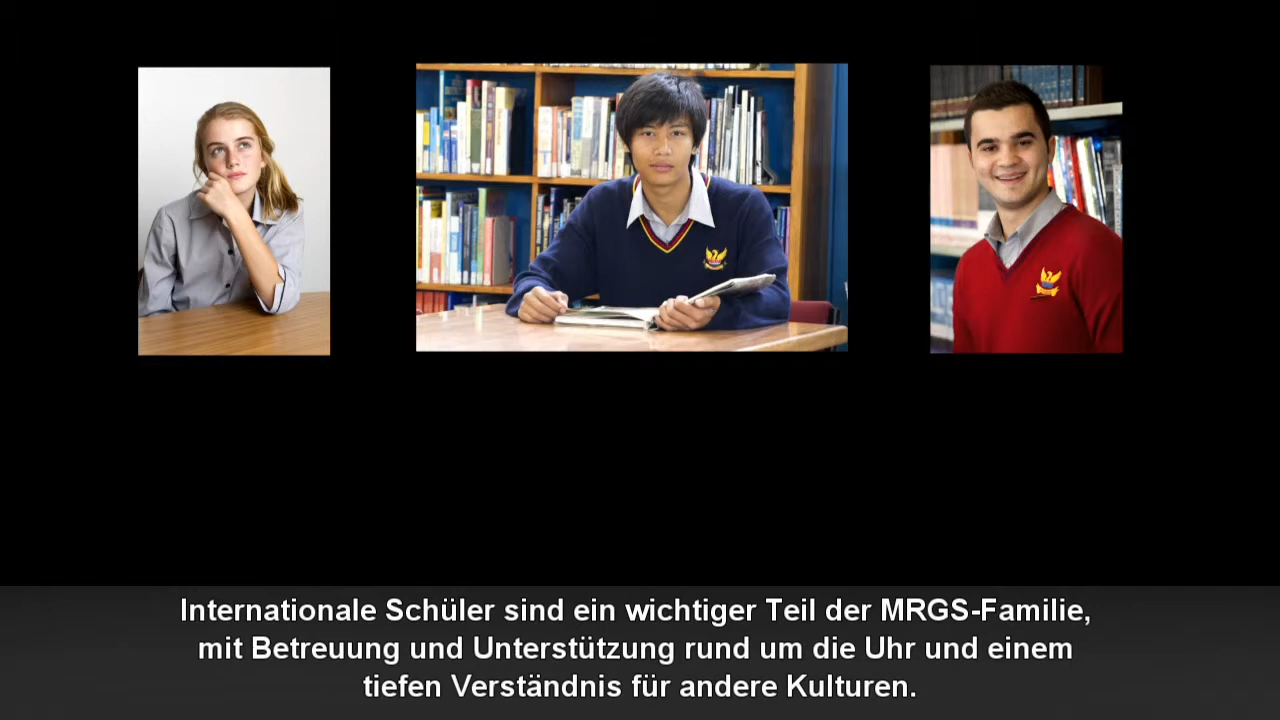 Internationale Schüler sind ein wichtiger Teil der MRGS-Familie,
mit Betreuung und Unterstützung rund um die Uhr und einem
tiefen Verständnis für andere Kulturen.